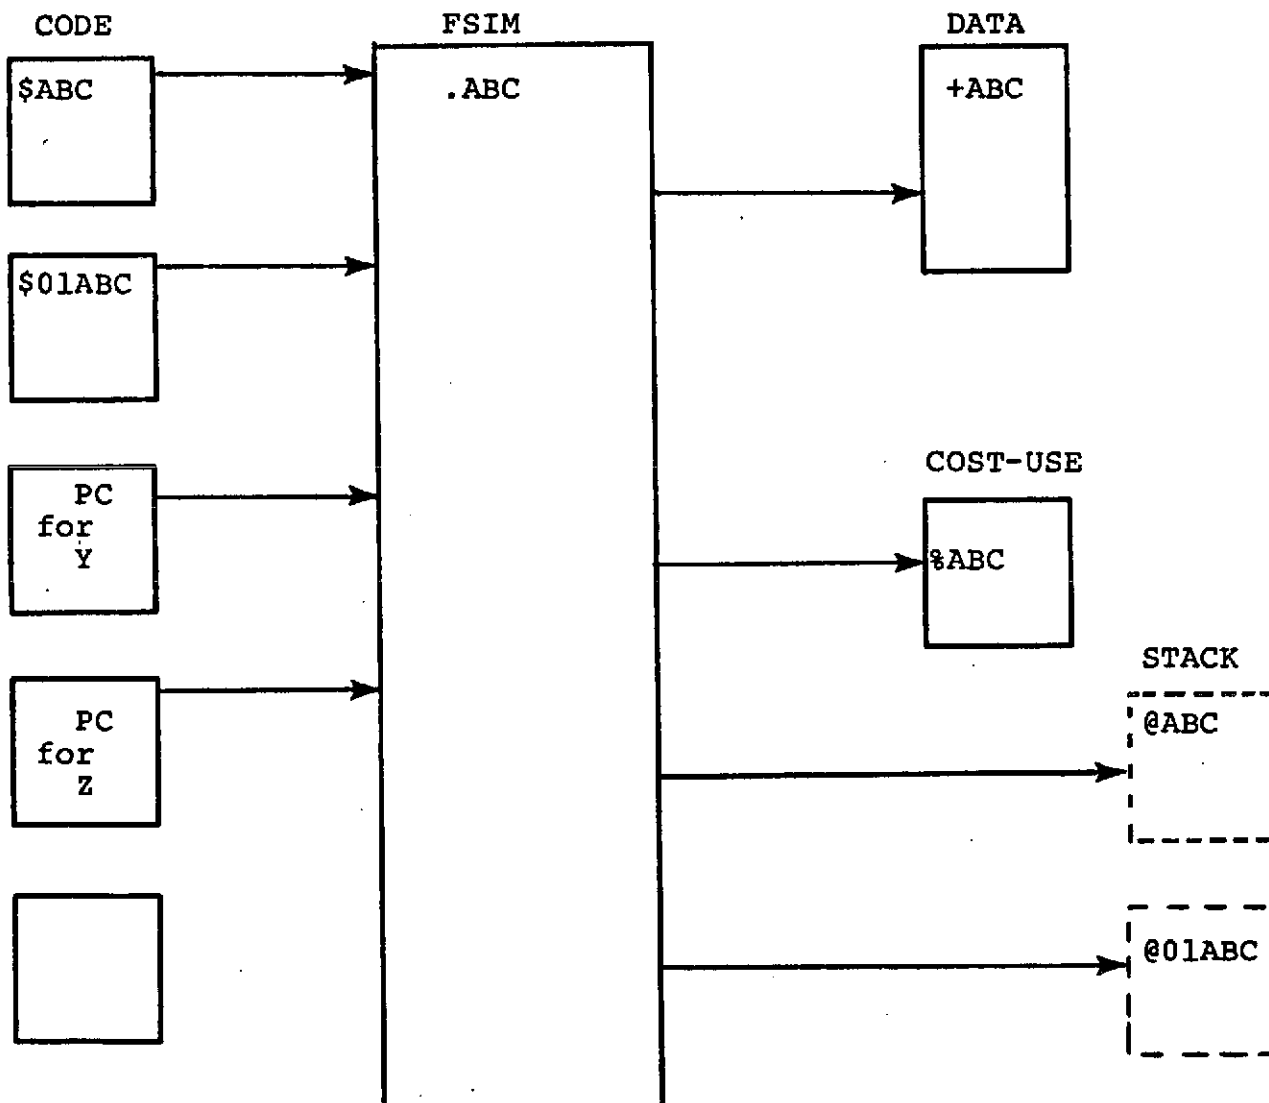 CODE
FSIM
DATA
$ABC
.ABC
+ABC
$01ABC
COST-USE
PC
for
Y
%ABC
STACK
PC
for
Z
@ABC
@01ABC